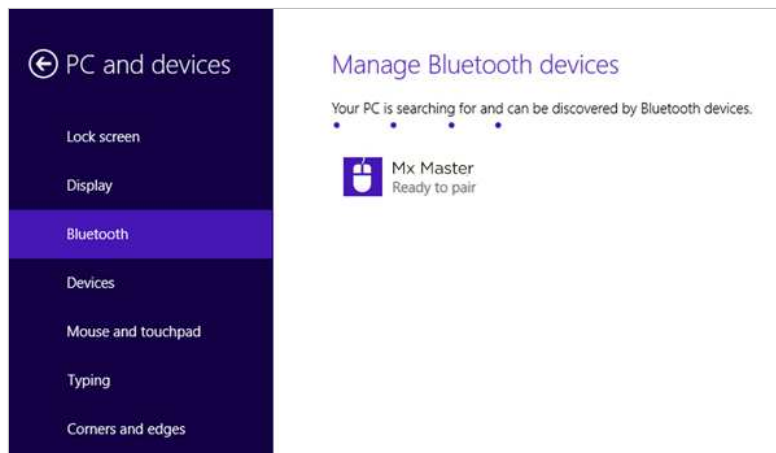 PC and devices
Lock screen
Display
Bluetooth
Devices
Mouse and touchpad
Typing
Corners and edges
Manage Bluetooth devices
Your PC is searching for and can be discovered by Bluetooth devices.
Mx Master
Ready to pair